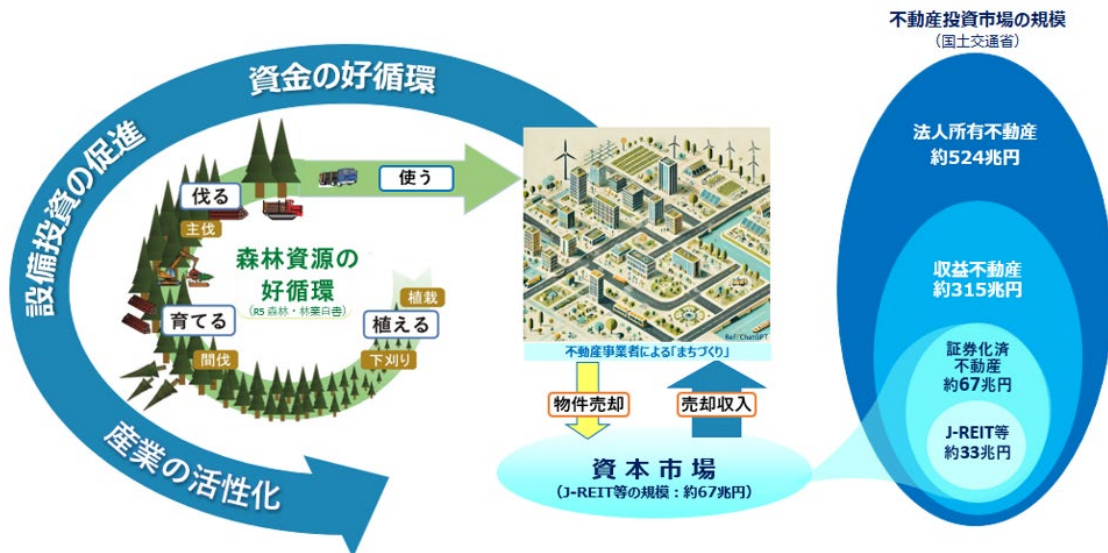 資金の好循環
設備投資の促進
産業の活性化
伐る
主伐
使う
森林資源の
好循環
(R5 森林・林業白書)
育てる
間伐
植栽
植える
下刈り
Ref: ChatGPT
不動産事業者による「まちづくり」
物件売却
売却収入
資本市場
(J-REIT等の規模：約67兆円)
不動産投資市場の規模
(国土交通省)
法人所有不動産
約524兆円
収益不動産
約315兆円
証券化済
不動産
約67兆円
J-REIT等
約33兆円